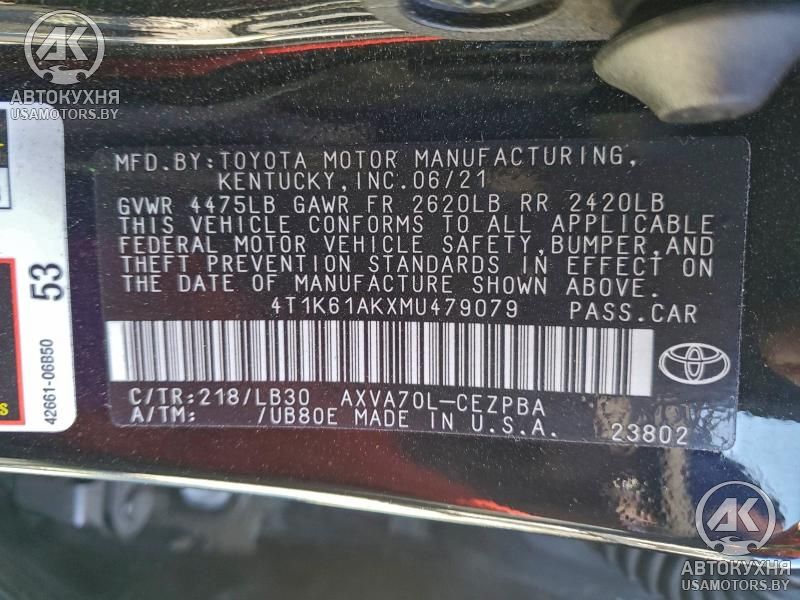 AK
АВТОКУХНЯ
USAMOTORS.BY
MFD.BY:TOYOTA MOTOR MANUFACTURING,
KENTUCKY,INC.06/21
GVWR 4475LB GAWR FR 2620LB RR 2420LB
THIS VEHICLE CONFORMS TO ALL APPLICABLE
FEDERAL MOTOR VEHICLE SAFETY,BUMPER,AND
THEFT PREVENTION STANDARDS IN EFFECT ON
THE DATE OF MANUFACTURE SHOWN ABOVE.
4T1K61AKXMU479079 PASS.CAR
C/TR:218/LB30 AXVA70L-CEZPBA
A/TM: /UB80E MADE IN U.S.A. 23802
TOYOTA
53
42661-06B50
AK
АВТОКУХНЯ
USAMOTORS.BY